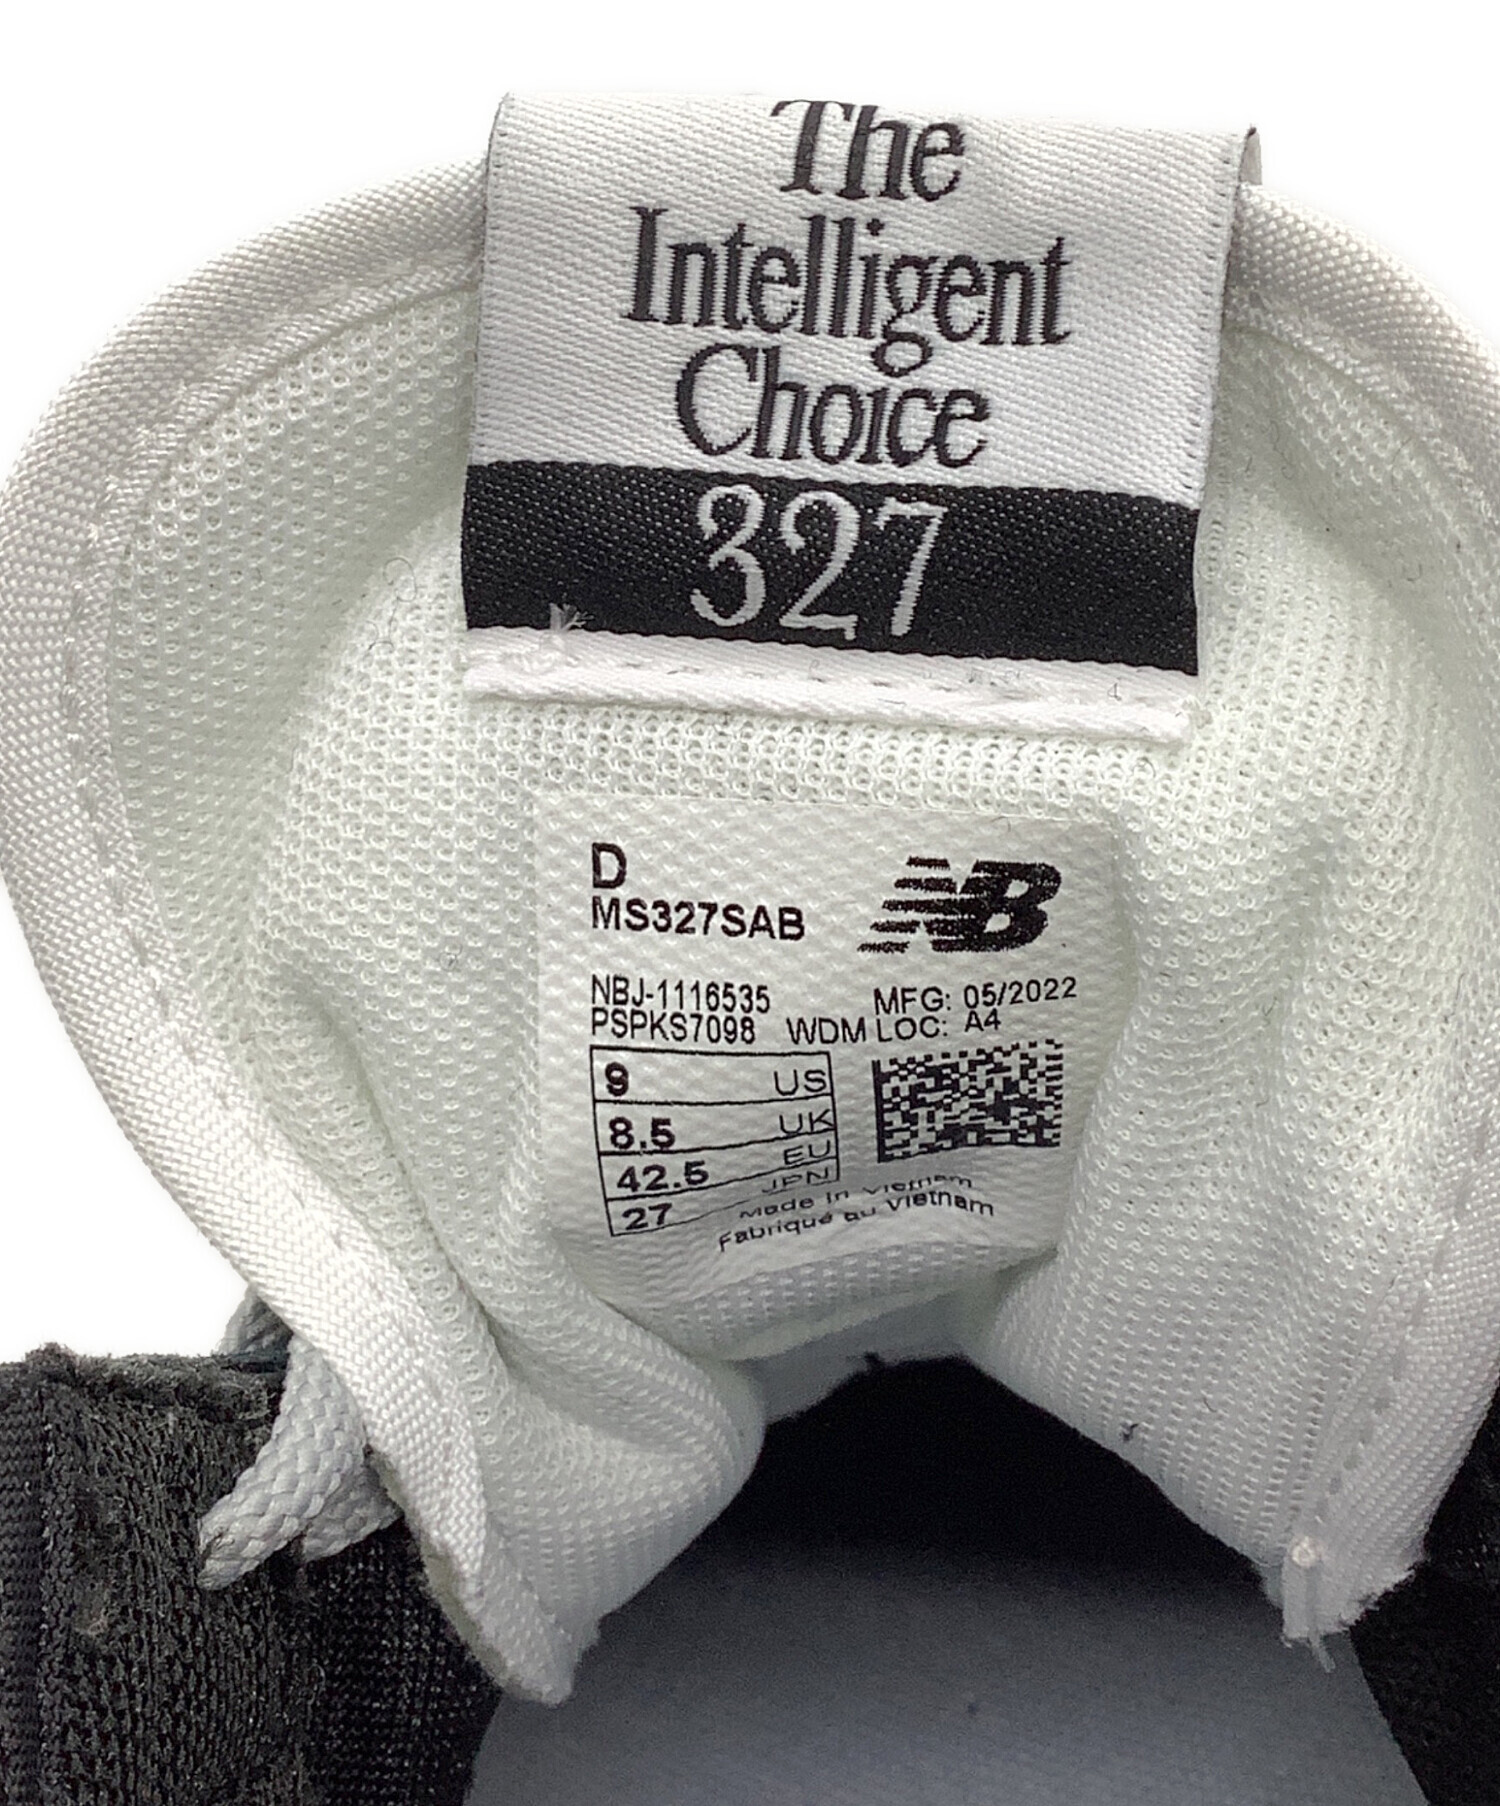 The
Intelligent
Choice
327
D
MS327SAB
NB
NBJ-1116535 MFG: 05/2022
PSPKS7098 WDM LOC: A4
9 US
8.5 UK
42.5 EU
27 JPN
Made in Vietnam
Fabriqué au Vietnam